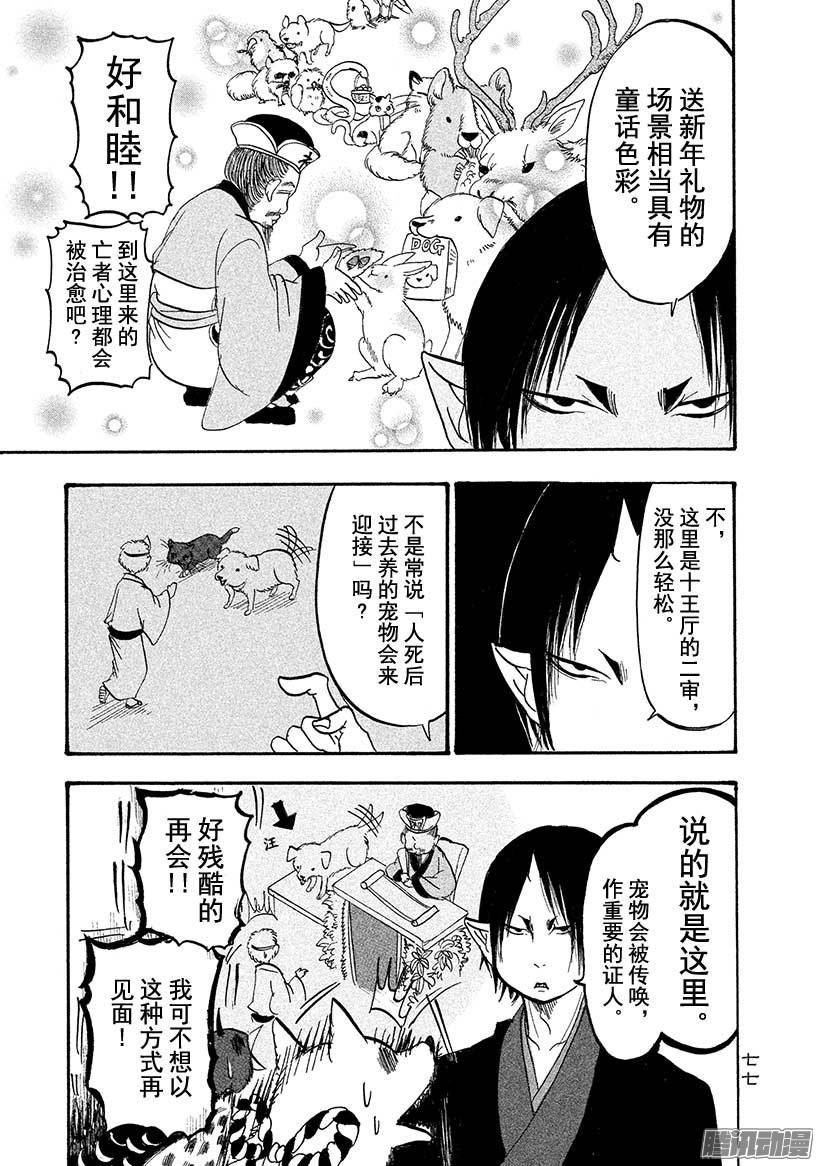 送新年礼物的
场景相当具有
童话色彩。
DOG
好和睦!!
到这里来的
亡者心理都会
被治愈吧?
不,
这里是十王厅的二审,
没那么轻松。
不是常说「人死后
过去养的宠物会来
迎接」吗?
说的就是这里。
宠物会被传唤,
作重要的证人。
汪
好残酷的
再会!!
我可不想以
这种方式再
见面!
七七
腾讯动漫